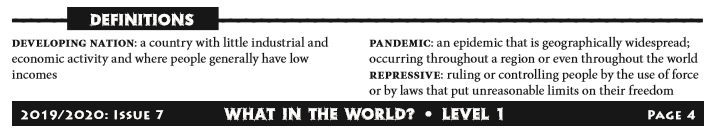 DEFINITIONS
DEVELOPING NATION: a country with little industrial and
economic activity and where people generally have low
incomes
PANDEMIC: an epidemic that is geographically widespread;
occurring throughout a region or even throughout the world
REPRESSIVE: ruling or controlling people by the use of force
or by laws that put unreasonable limits on their freedom
2019/2020: ISSUE 7 WHAT IN THE WORLD? • LEVEL 1 PAGE 4